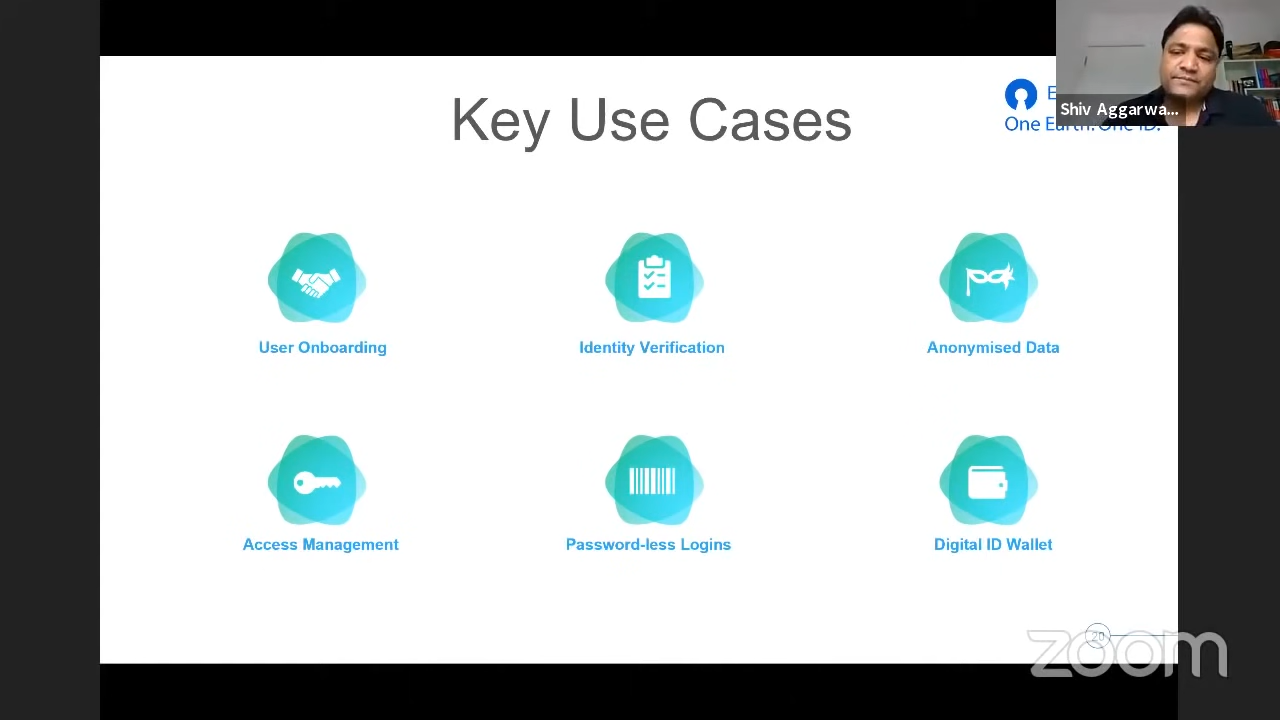 Key Use Cases
Shiv Aggarwa...
One Earth. One ID.
User Onboarding
Identity Verification
Anonymised Data
Access Management
Password-less Logins
Digital ID Wallet
20
zoom